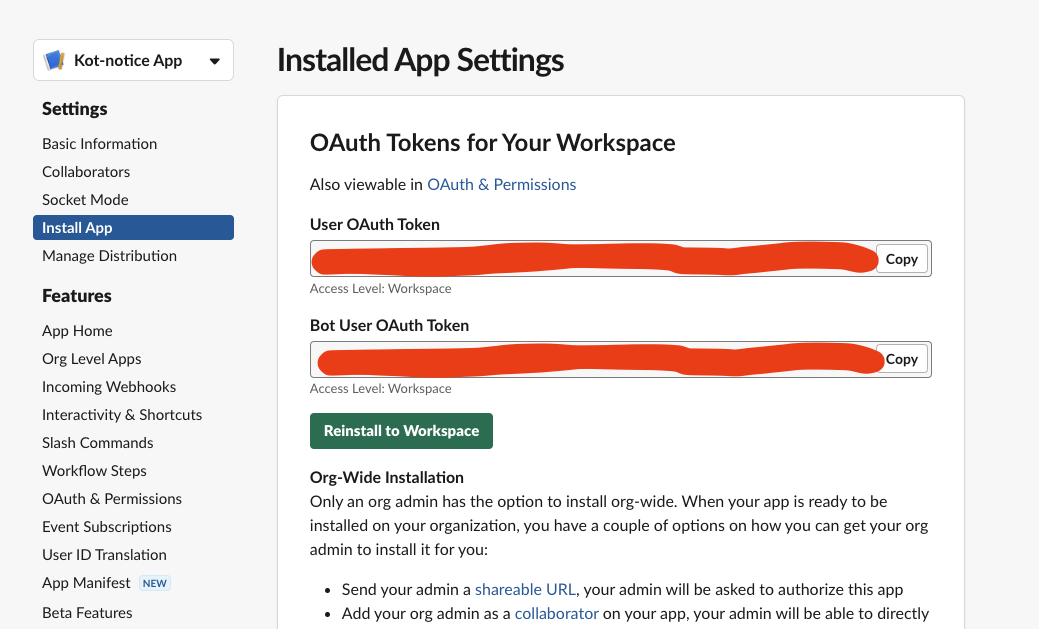 Kot-notice App
Settings
Basic Information
Collaborators
Socket Mode
Install App
Manage Distribution
Features
App Home
Org Level Apps
Incoming Webhooks
Interactivity & Shortcuts
Slash Commands
Workflow Steps
OAuth & Permissions
Event Subscriptions
User ID Translation
App Manifest NEW
Beta Features
Installed App Settings
OAuth Tokens for Your Workspace
Also viewable in OAuth & Permissions
User OAuth Token
Copy
Access Level: Workspace
Bot User OAuth Token
Copy
Access Level: Workspace
Reinstall to Workspace
Org-Wide Installation
Only an org admin has the option to install org-wide. When your app is ready to be
installed on your organization, you have a couple of options on how you can get your org
admin to install it for you:
• Send your admin a shareable URL, your admin will be asked to authorize this app
• Add your org admin as a collaborator on your app, your admin will be able to directly